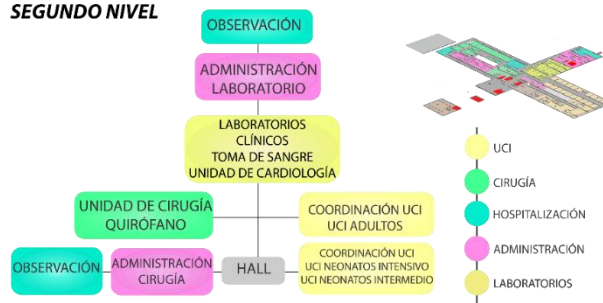 SEGUNDO NIVEL
OBSERVACIÓN
ADMINISTRACIÓN
LABORATORIO
LABORATORIOS
CLÍNICOS
TOMA DE SANGRE
UNIDAD DE CARDIOLOGÍA
UNIDAD DE CIRUGÍA
QUIRÓFANO
COORDINACIÓN UCI
UCI ADULTOS
OBSERVACIÓN
ADMINISTRACIÓN
CIRUGÍA
HALL
COORDINACIÓN UCI
UCI NEONATOS INTENSIVO
UCI NEONATOS INTERMEDIO
UCI
CIRUGÍA
HOSPITALIZACIÓN
ADMINISTRACIÓN
LABORATORIOS